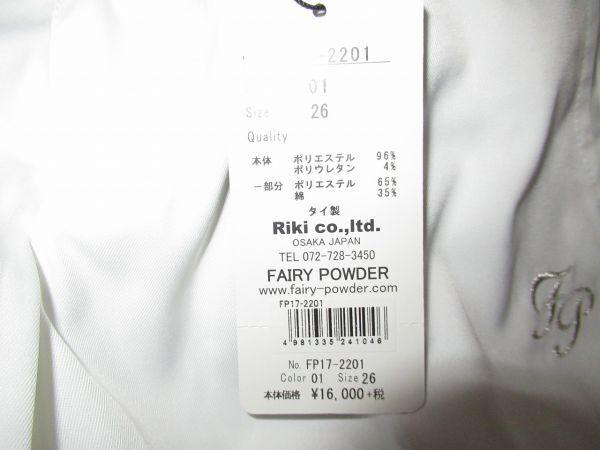 -2201
01
Size 26
Quality
本体 ポリエステル 96%
ポリウレタン 4%
一部分 ポリエステル 65%
綿 35%
タイ製
Riki co.,ltd.
OSAKA JAPAN
TEL 072-728-3450
FAIRY POWDER
www.fairy-powder.com
FP17-2201
4 981335 241046
No. FP17-2201
Color 01 Size 26
本体価格 ¥16,000+税
FP